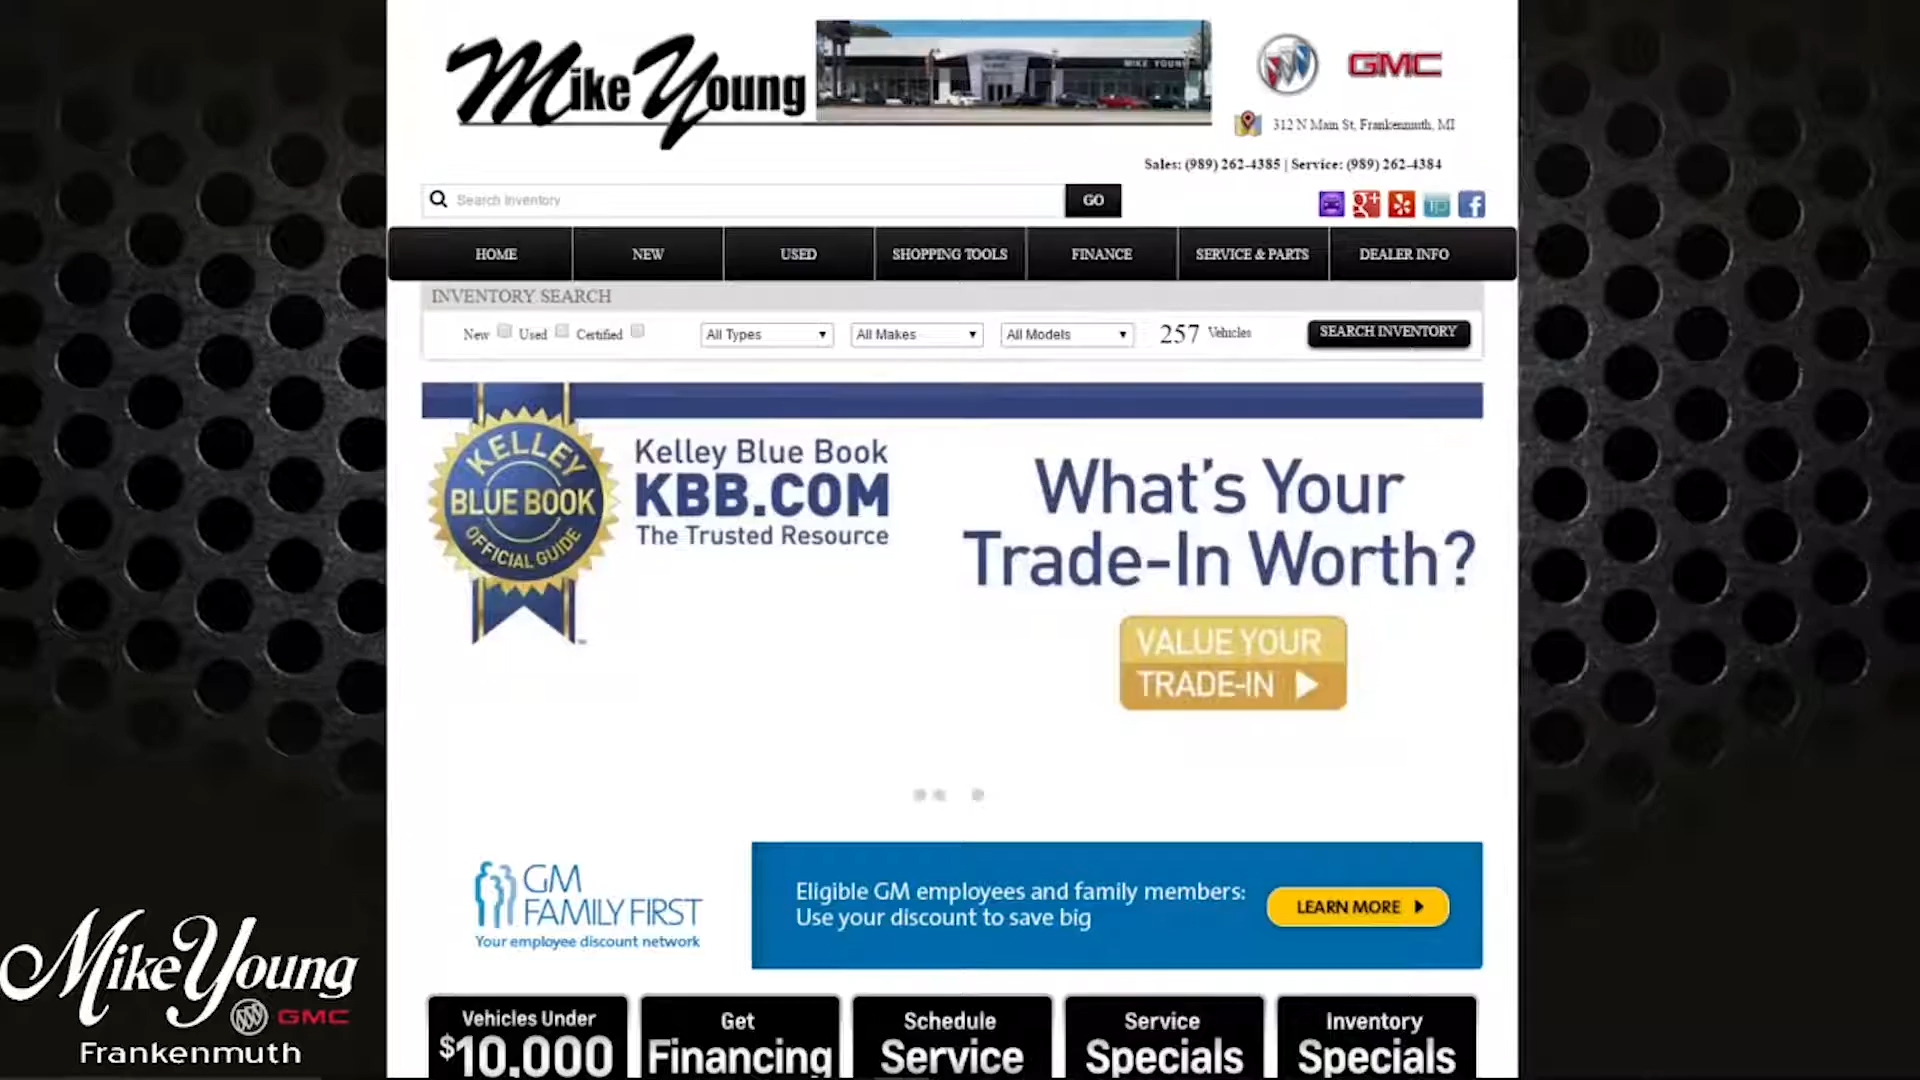 Mike Young
MIKE YOUNG
GMC
312 N Main St, Frankenmuth, MI
Sales: (989) 262-4385 | Service: (989) 262-4384
Search Inventory
GO
HOME
NEW
USED
SHOPPING TOOLS
FINANCE
SERVICE & PARTS
DEALER INFO
INVENTORY SEARCH
New
Used
Certified
All Types
All Makes
All Models
257 Vehicles
SEARCH INVENTORY
KELLEY
BLUE BOOK
OFFICIAL GUIDE
Kelley Blue Book
KBB.COM
The Trusted Resource
What's Your
Trade-In Worth?
VALUE YOUR
TRADE-IN
GM
FAMILY FIRST
Your employee discount network
Eligible GM employees and family members:
Use your discount to save big
LEARN MORE
Vehicles Under
$10,000
Get
Financing
Schedule
Service
Service
Specials
Inventory
Specials
Mike Young
GMC
Frankenmuth